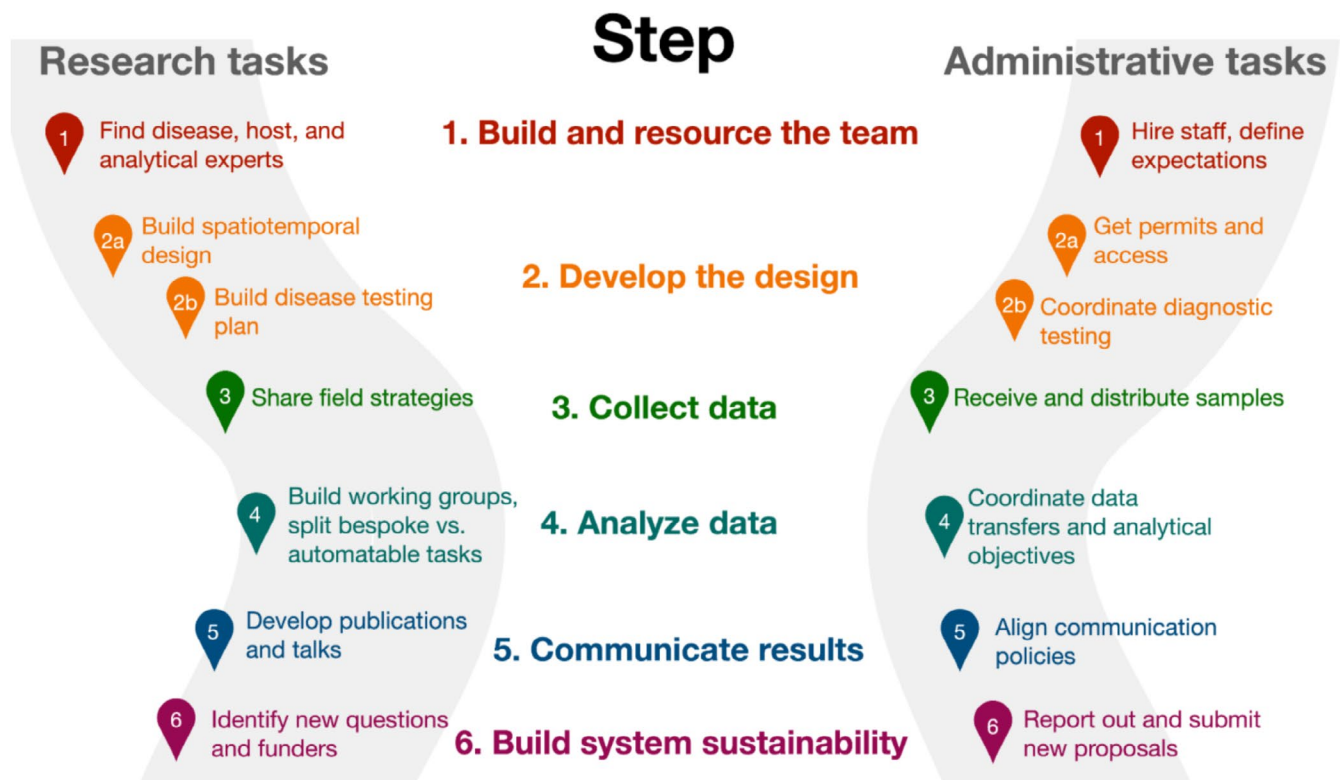 Step
Research tasks
Administrative tasks
1
Find disease, host, and
analytical experts
1. Build and resource the team
1
Hire staff, define
expectations
2a
Build spatiotemporal
design
2b
Build disease testing
plan
2. Develop the design
2a
Get permits and
access
2b
Coordinate diagnostic
testing
3
Share field strategies
3. Collect data
3
Receive and distribute samples
4
Build working groups,
split bespoke vs.
automatable tasks
4. Analyze data
4
Coordinate data
transfers and analytical
objectives
5
Develop publications
and talks
5. Communicate results
5
Align communication
policies
6
Identify new questions
and funders
6. Build system sustainability
6
Report out and submit
new proposals